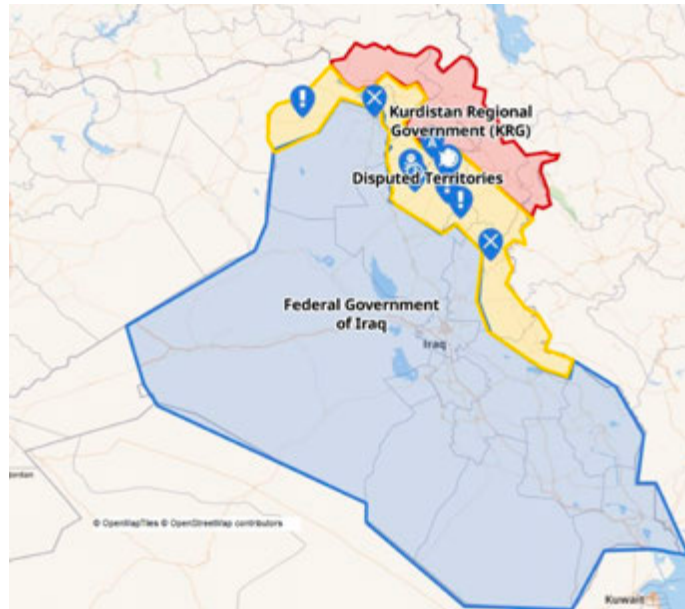 Kurdistan Regional
Government (KRG)
Disputed Territories
Federal Government
of Iraq
Iraq
Jordan
© OpenMapTiles © OpenStreetMap contributors
Kuwait